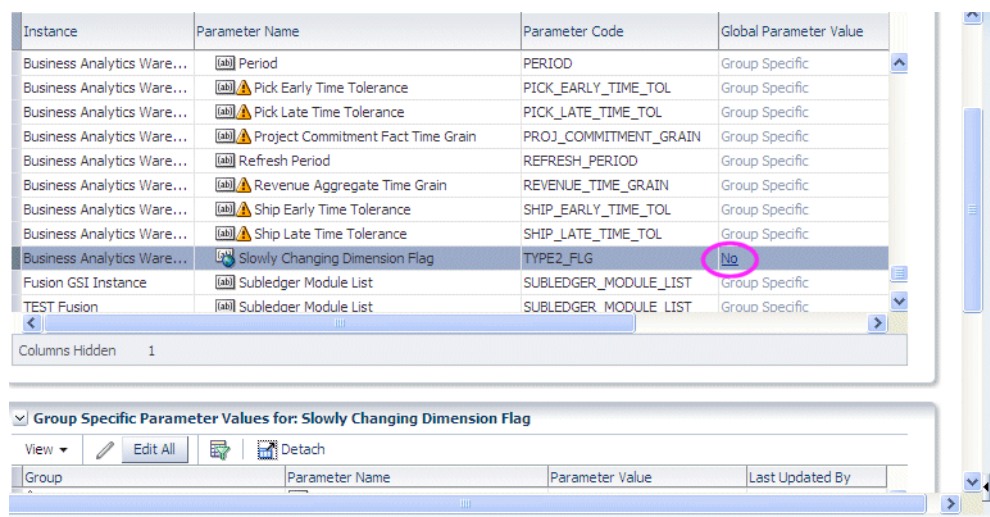 Instance Parameter Name Parameter Code Global Parameter Value
Business Analytics Ware... Period PERIOD Group Specific
Business Analytics Ware... Pick Early Time Tolerance PICK_EARLY_TIME_TOL Group Specific
Business Analytics Ware... Pick Late Time Tolerance PICK_LATE_TIME_TOL Group Specific
Business Analytics Ware... Project Commitment Fact Time Grain PROJ_COMMITMENT_GRAIN Group Specific
Business Analytics Ware... Refresh Period REFRESH_PERIOD Group Specific
Business Analytics Ware... Revenue Aggregate Time Grain REVENUE_TIME_GRAIN Group Specific
Business Analytics Ware... Ship Early Time Tolerance SHIP_EARLY_TIME_TOL Group Specific
Business Analytics Ware... Ship Late Time Tolerance SHIP_LATE_TIME_TOL Group Specific
Business Analytics Ware... Slowly Changing Dimension Flag TYPE2_FLG No
Fusion GSI Instance Subledger Module List SUBLEDGER_MODULE_LIST Group Specific
TEST Fusion Subledger Module List SUBLEDGER_MODULE_LIST Group Specific
Columns Hidden 1
Group Specific Parameter Values for: Slowly Changing Dimension Flag
View Edit All Detach
Group Parameter Name Parameter Value Last Updated By